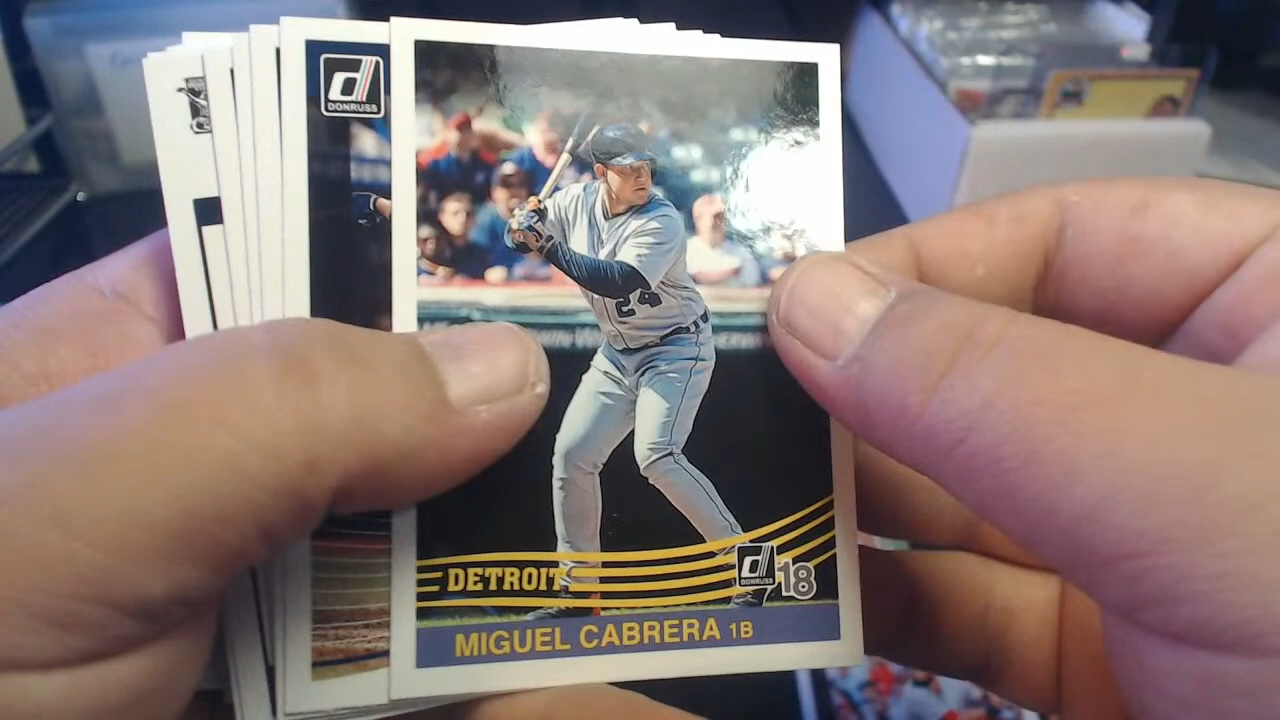 DONRUSS
24
DETROIT
DONRUSS
18
MIGUEL CABRERA 1B